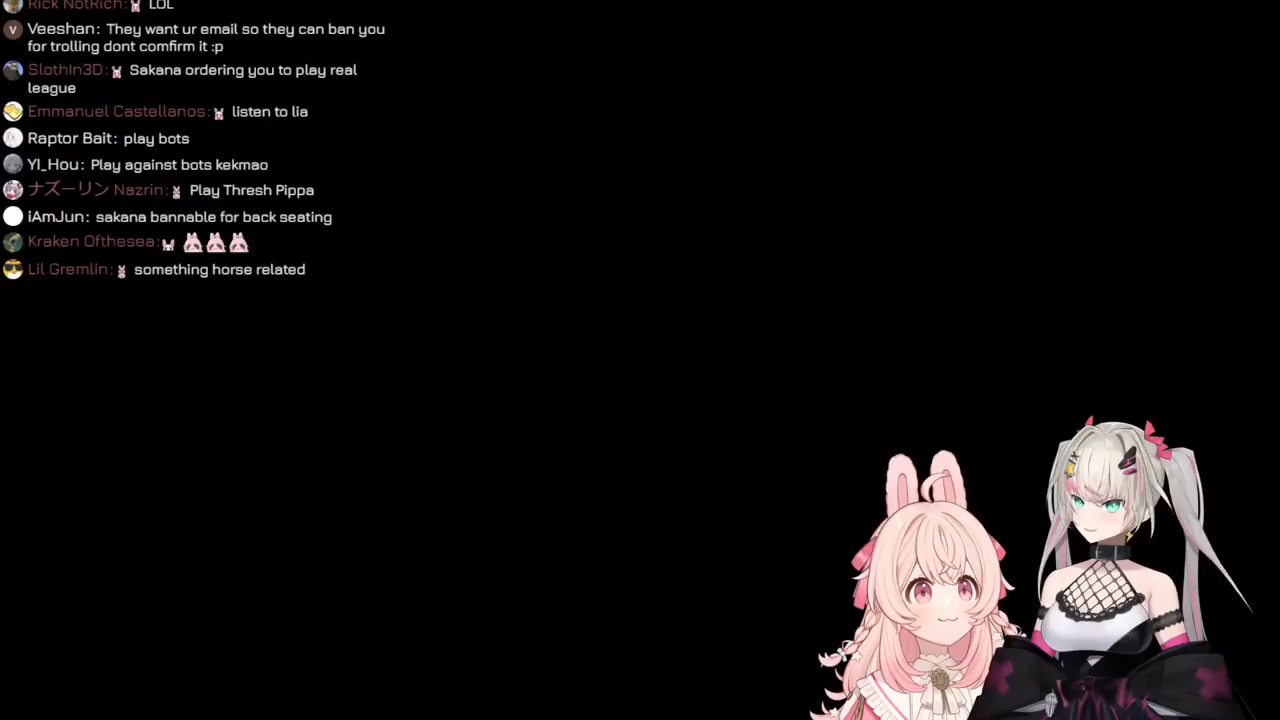 Rick NotRich: LOL
V Veeshan: They want ur email so they can ban you
for trolling dont comfirm it :p
SlothIn3D: Sakana ordering you to play real
league
Emmanuel Castellanos: listen to lia
Raptor Bait: play bots
YI_Hou: Play against bots kekmao
ナズーリン Nazrin: Play Thresh Pippa
iAmJun: sakana bannable for back seating
Kraken Ofthesea:
Lil Gremlin: something horse related